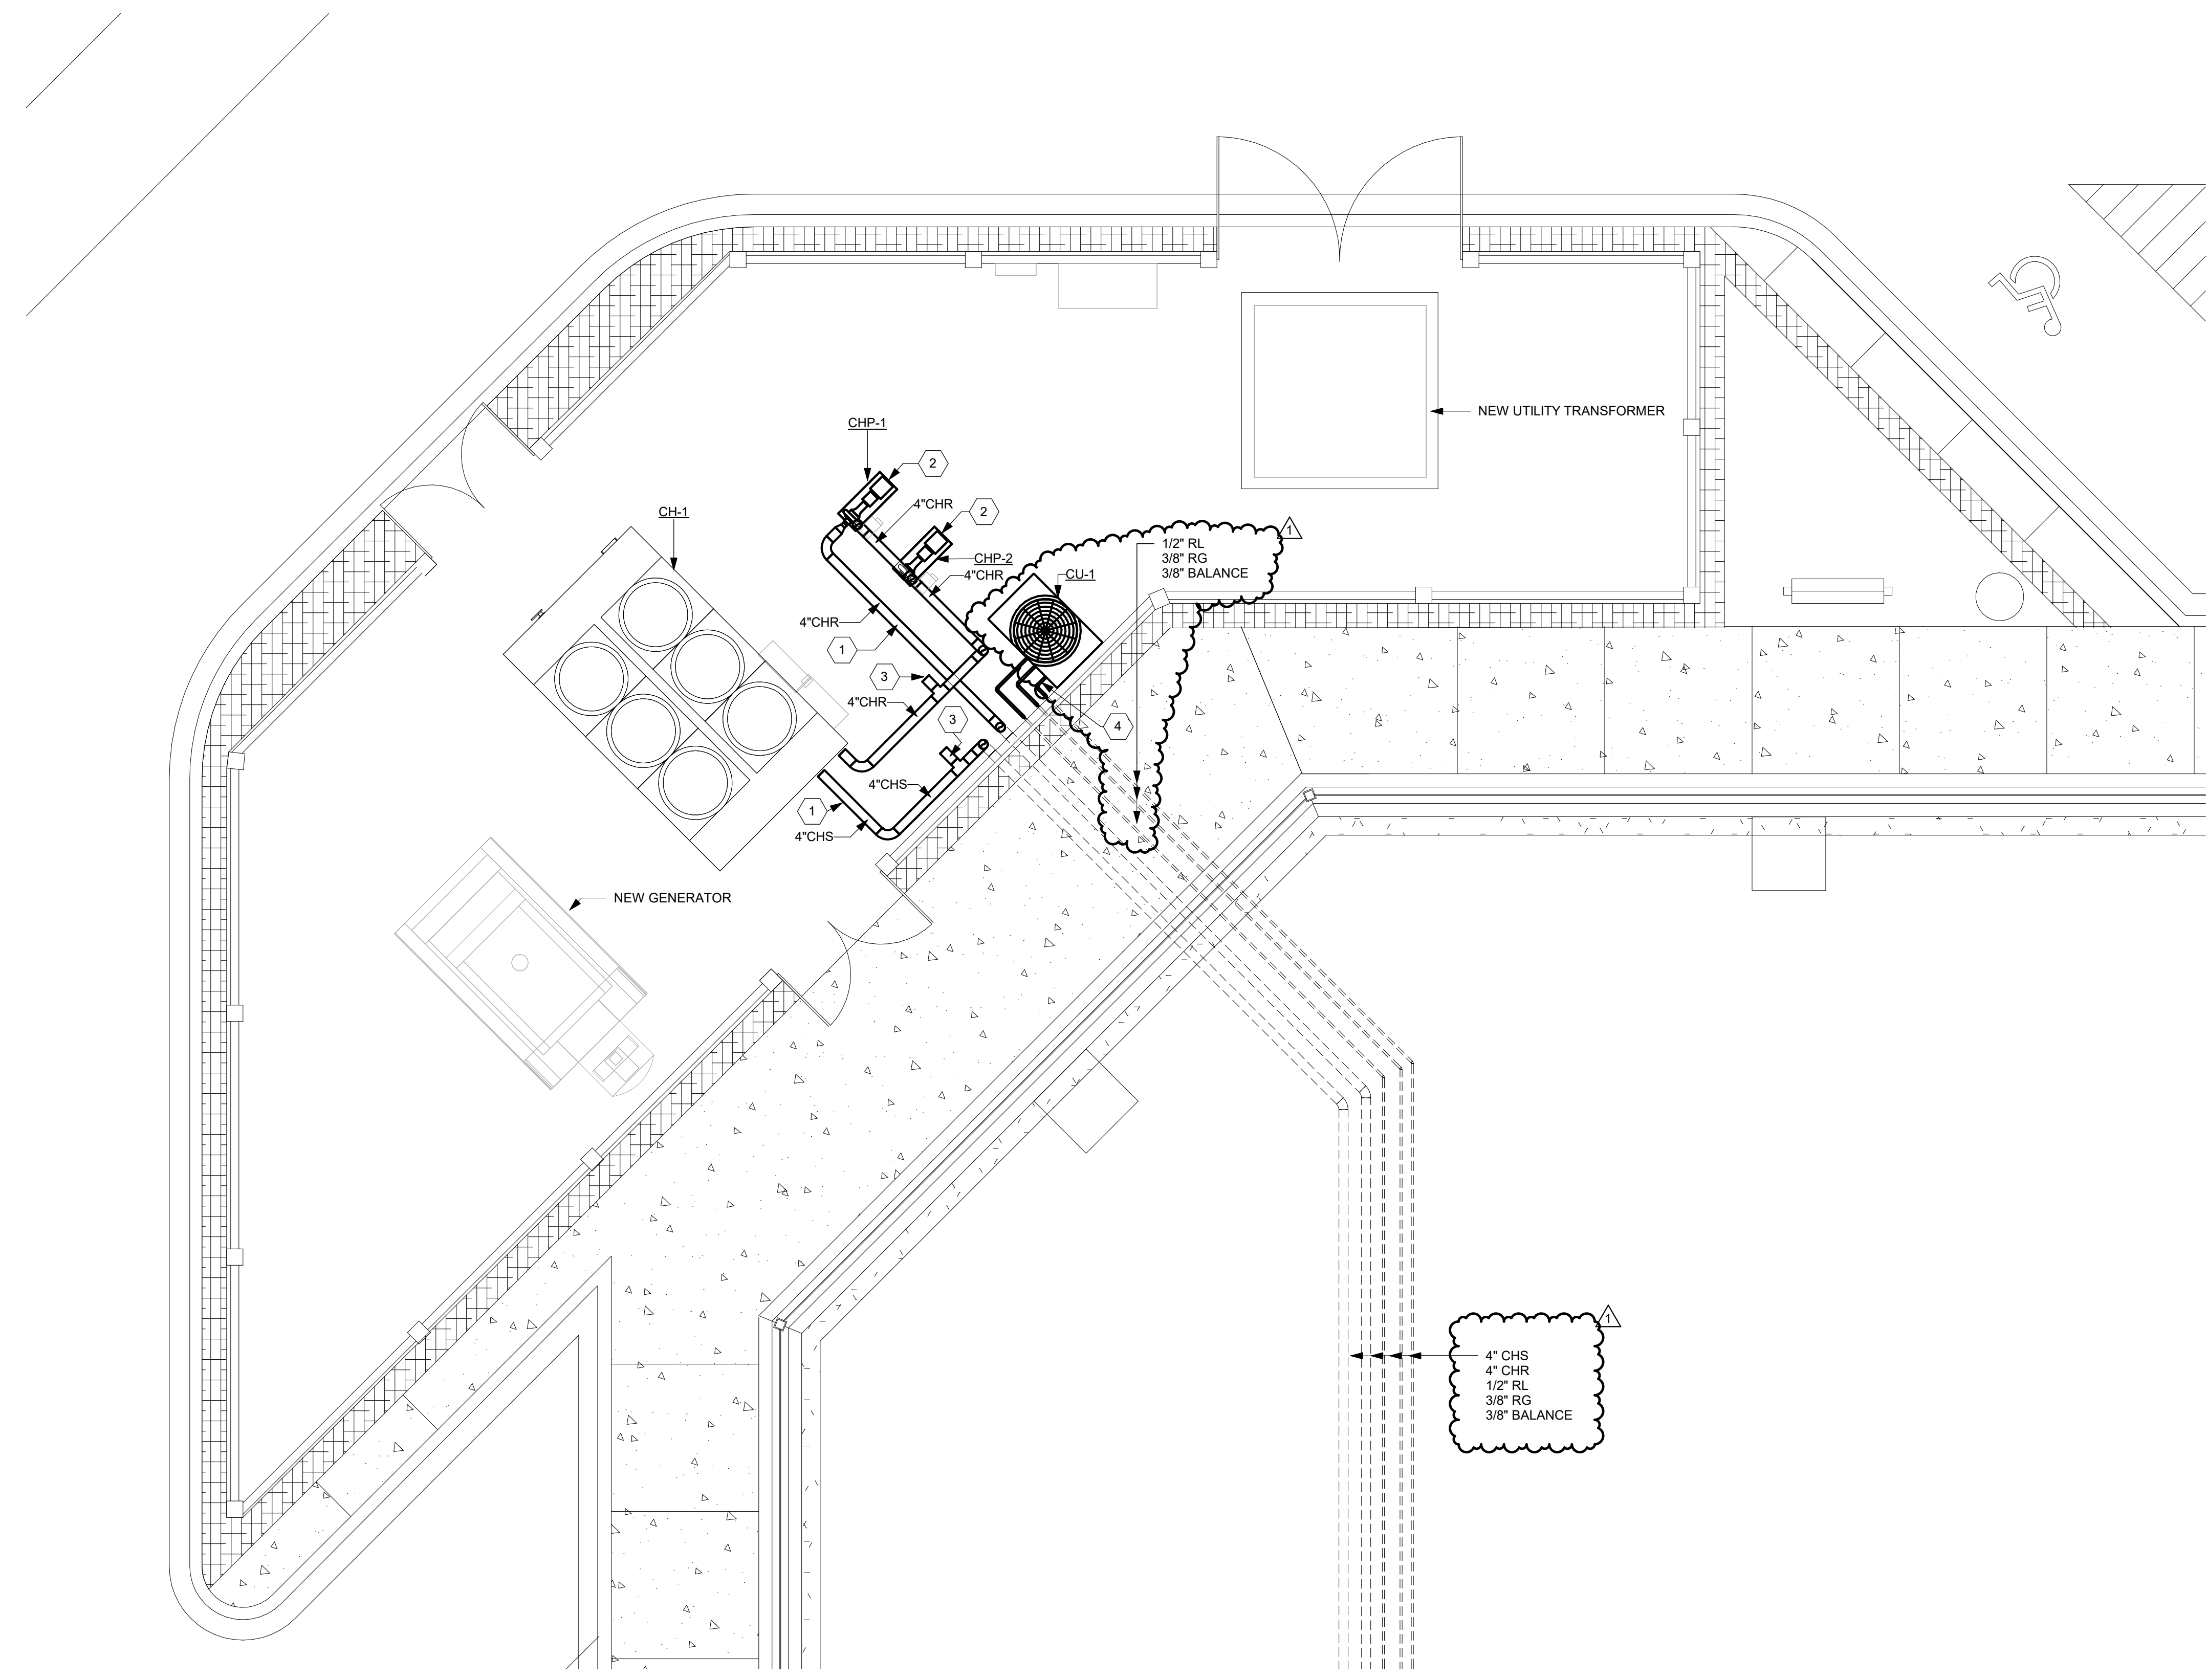 NEW UTILITY TRANSFORMER
CHP-1
2
4"CHR
2
CH-1
CHP-2
4"CHR
CU-1
1
1/2" RL
3/8" RG
3/8" BALANCE
4"CHR
1
3
4"CHR
3
4
4"CHS
1
4"CHS
NEW GENERATOR
1
4" CHS
4" CHR
1/2" RL
3/8" RG
3/8" BALANCE